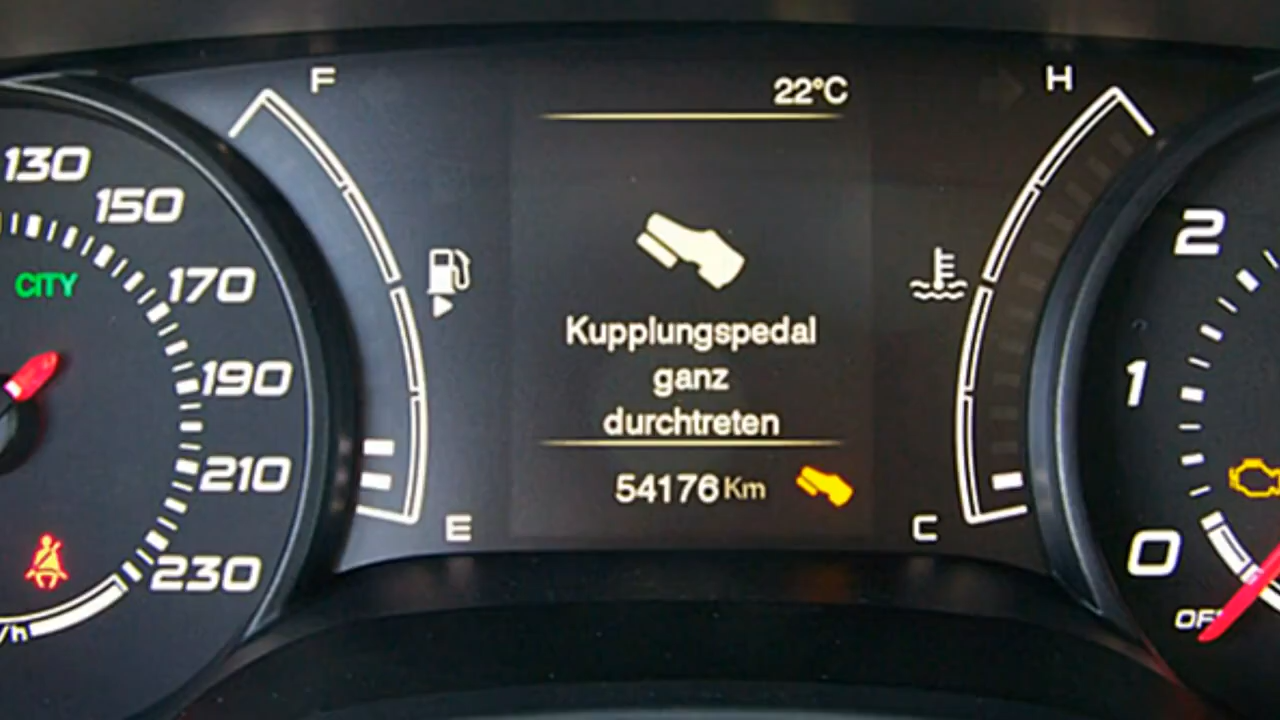 F
22°C
H
130
150
2
CITY
170
Kupplungspedal
190
ganz
1
durchtreten
210
54176 Km
E
C
0
230
/h
OFF